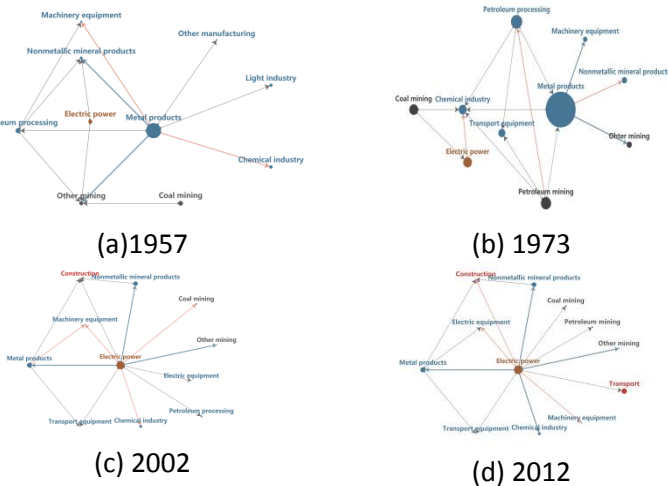 Machinery equipment
Other manufacturing
Nonmetallic mineral products
Light industry
Electric power
Metal products
eum processing
Chemical industry
Other mining
Coal mining
(a)1957
Petroleum processing
Machinery equipment
Nonmetallic mineral products
Metal products
Coal mining
Chemical industry
Transport equipment
Ohter mining
Electric power
Petroleum mining
(b) 1973
Construction
Nonmetallic mineral products
Coal mining
Machinery equipment
Other mining
Metal products
Electric power
Electric equipment
Petroleum processing
Transport equipment
Chemical industry
(c) 2002
Construction
Nonmetallic mineral products
Coal mining
Electric equipment
Petroleum mining
Other mining
Metal products
Electric power
Transport
Machinery equipment
Transport equipment
Chemical industry
(d) 2012